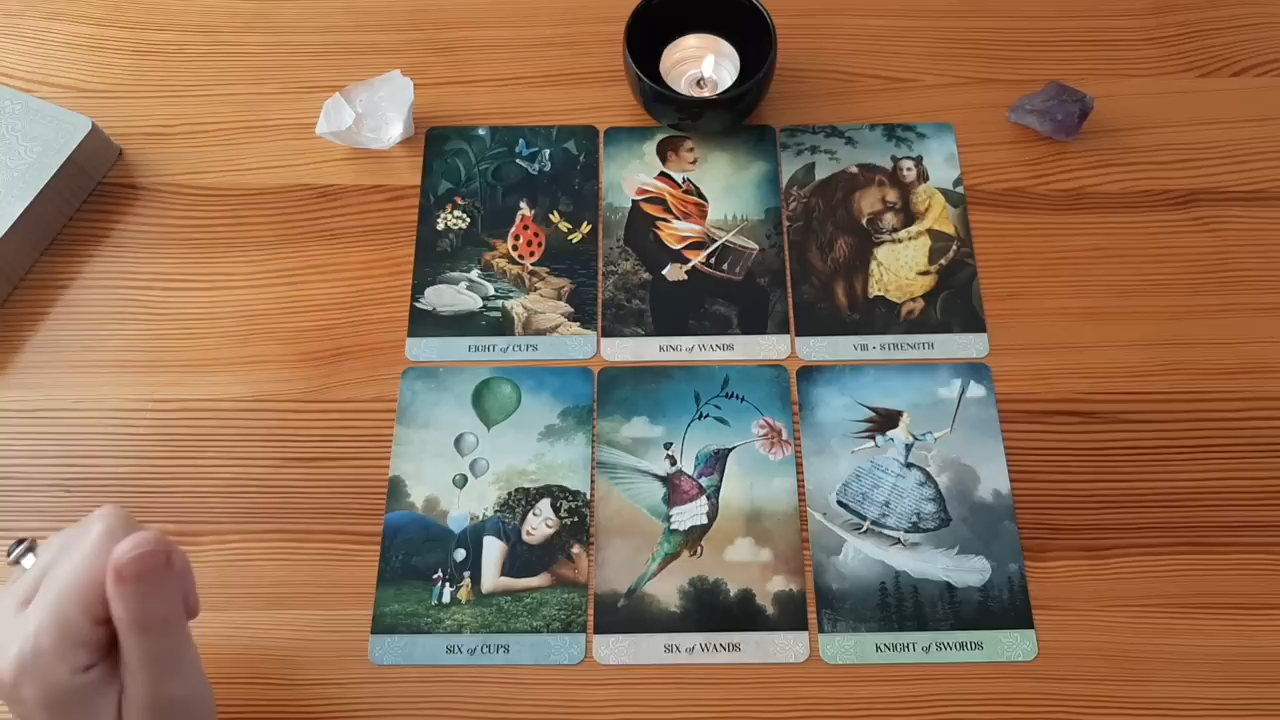 EIGHT of CUPS
KING of WANDS
VIII • STRENGTH
SIX of CUPS
SIX of WANDS
KNIGHT of SWORDS